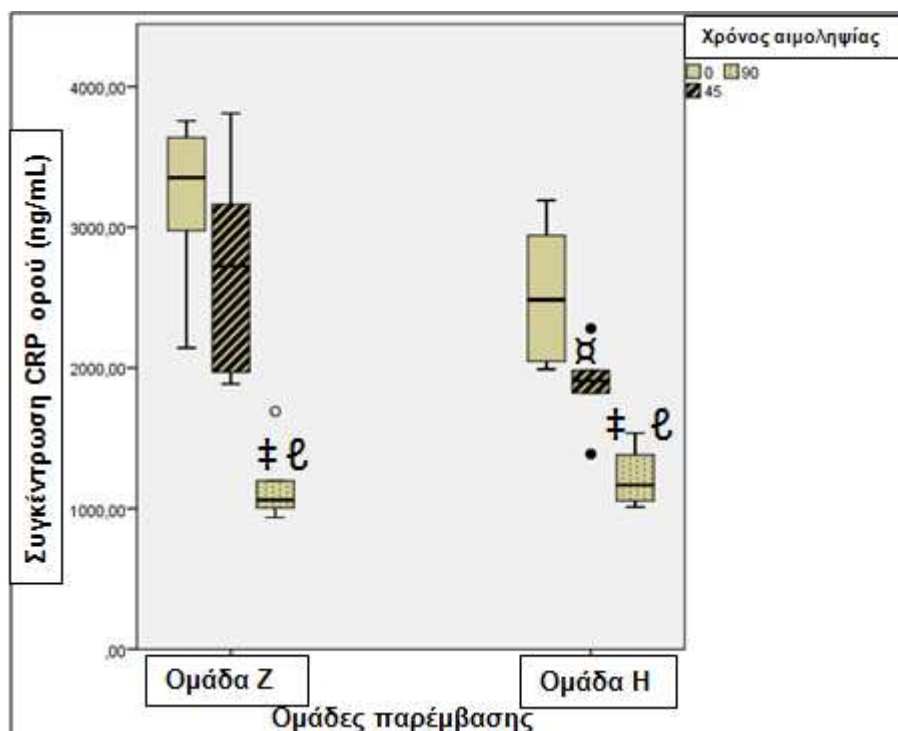 Χρόνος αιμοληψίας
0 90
45
Συγκέντρωση CRP ορού (ng/mL)
4000,00
3000,00
2000,00
1000,00
,00
¤
‡ ℓ
‡ ℓ
Ομάδα Ζ
Ομάδα Η
Ομάδες παρέμβασης